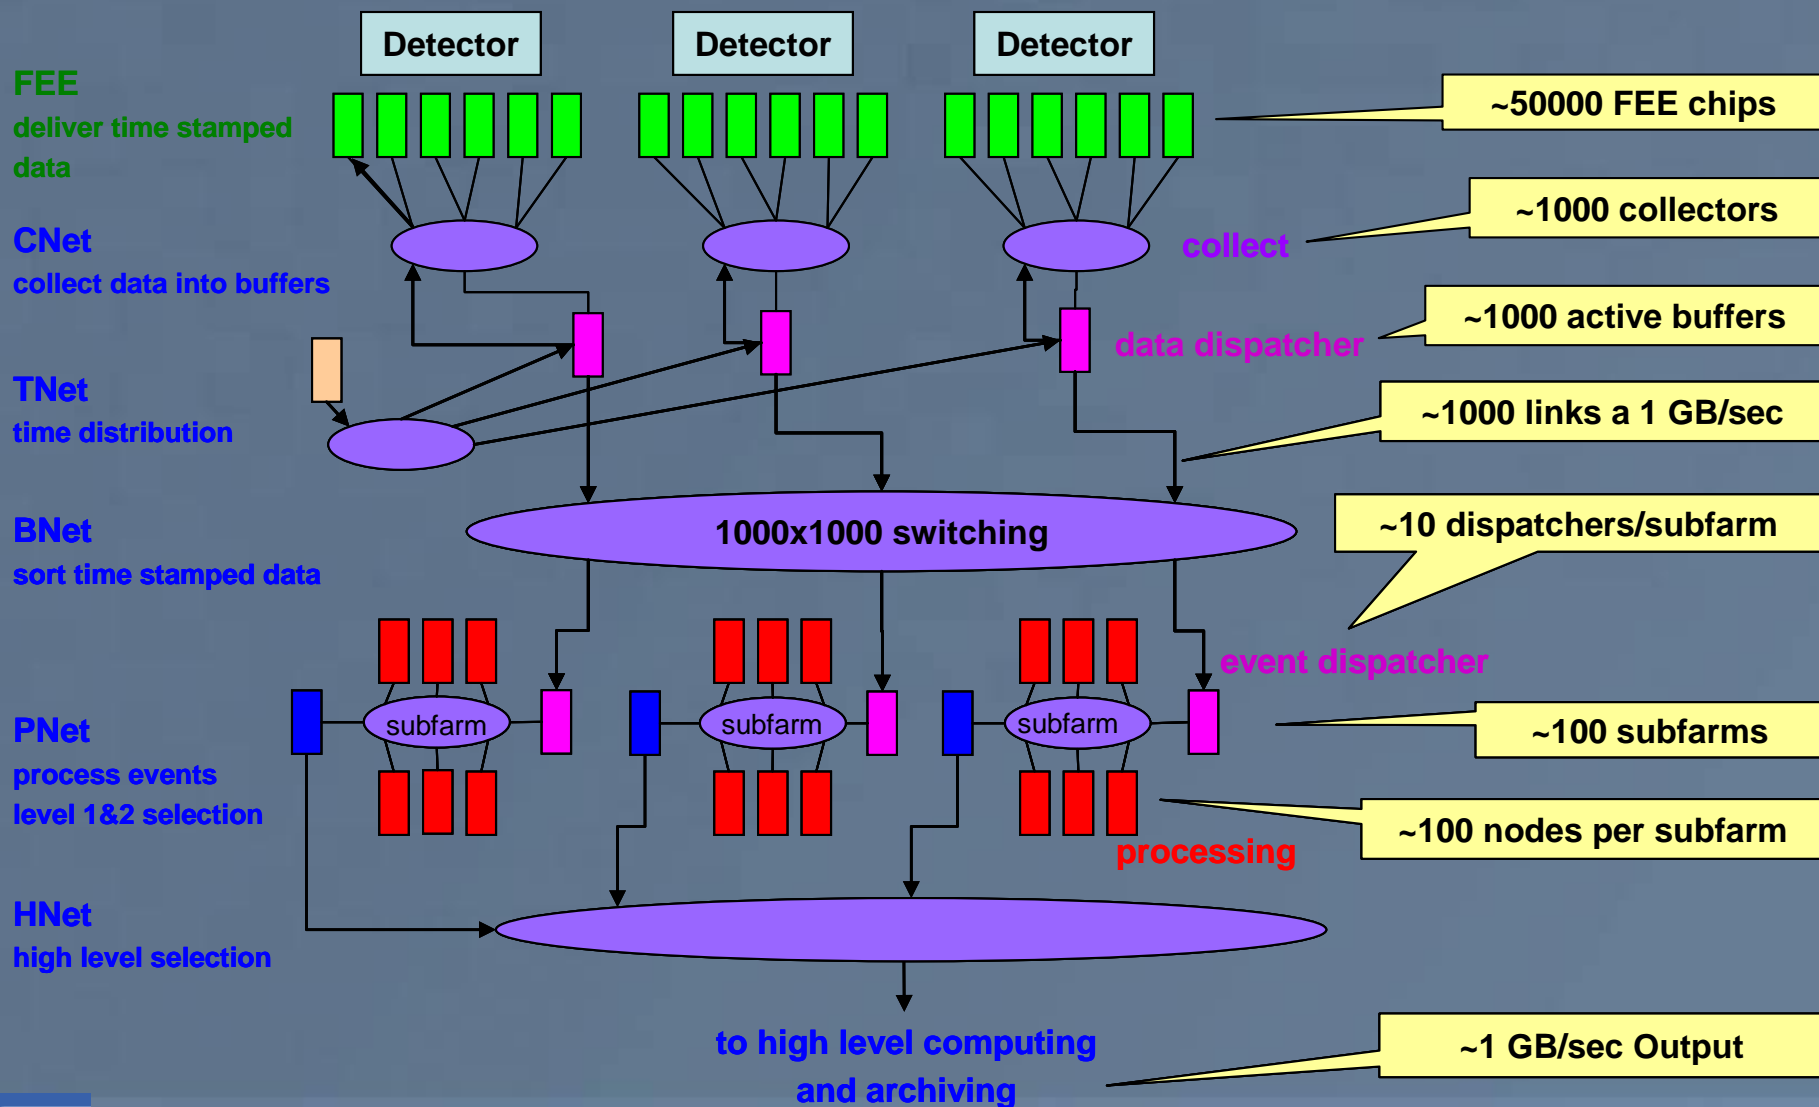 Detector
Detector
Detector
FEE
deliver time stamped
data
~50000 FEE chips
CNet
collect data into buffers
collect
~1000 collectors
data dispatcher
~1000 active buffers
TNet
time distribution
~1000 links a 1 GB/sec
BNet
sort time stamped data
1000x1000 switching
~10 dispatchers/subfarm
event dispatcher
PNet
process events
level 1&2 selection
subfarm
subfarm
subfarm
~100 subfarms
~100 nodes per subfarm
processing
HNet
high level selection
to high level computing
and archiving
~1 GB/sec Output